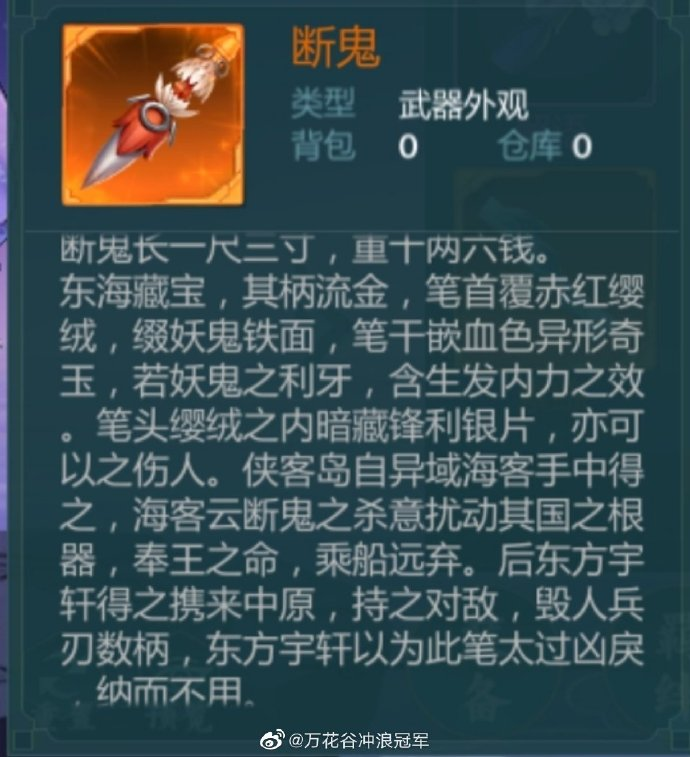 断鬼
类型 武器外观
背包 0 仓库 0
断鬼长一尺三寸，重十两六钱。
东海藏宝，其柄流金，笔首覆赤红缨
绒，缀妖鬼铁面，笔干嵌血色异形奇
玉，若妖鬼之利牙，含生发内力之效
。笔头缨绒之内暗藏锋利银片，亦可
以之伤人。侠客岛自异域海客手中得
之，海客云断鬼之杀意扰动其国之根
器，奉王之命，乘船远弃。后东方宇
轩得之携来中原，持之对敌，毁人兵
刃数柄，东方宇轩以为此笔太过凶戾
，纳而不用。
@万花谷冲浪冠军